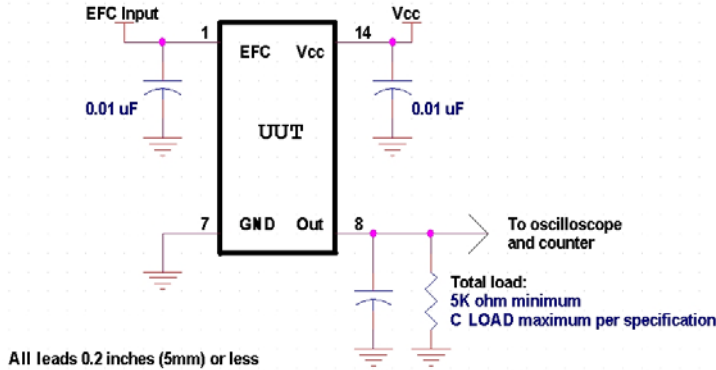 EFC Input
Vcc
1
14
EFC Vcc
0.01 uF
0.01 uF
UUT
7
GND Out
8
To oscilloscope
and counter
Total load:
5K ohm minimum
C LOAD maximum per specification
All leads 0.2 inches (5mm) or less